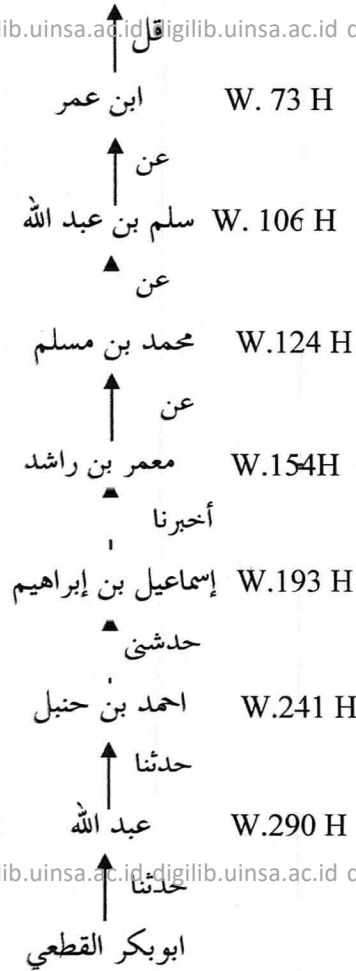 قل
lib.uinsa.ac.id digilib.uinsa.ac.id d
ابن عمر W. 73 H
عن
سلم بن عبد الله W. 106 H
عن
محمد بن مسلم W.124 H
عن
معمر بن راشد W.154H
أخبرنا
إسماعيل بن إبراهيم W.193 H
حدشنى
احمد بن حنبل W.241 H
حدثنا
عبد الله W.290 H
lib.uinsa.ac.id digilib.uinsa.ac.id d
حدثنا
ابوبكر القطعي